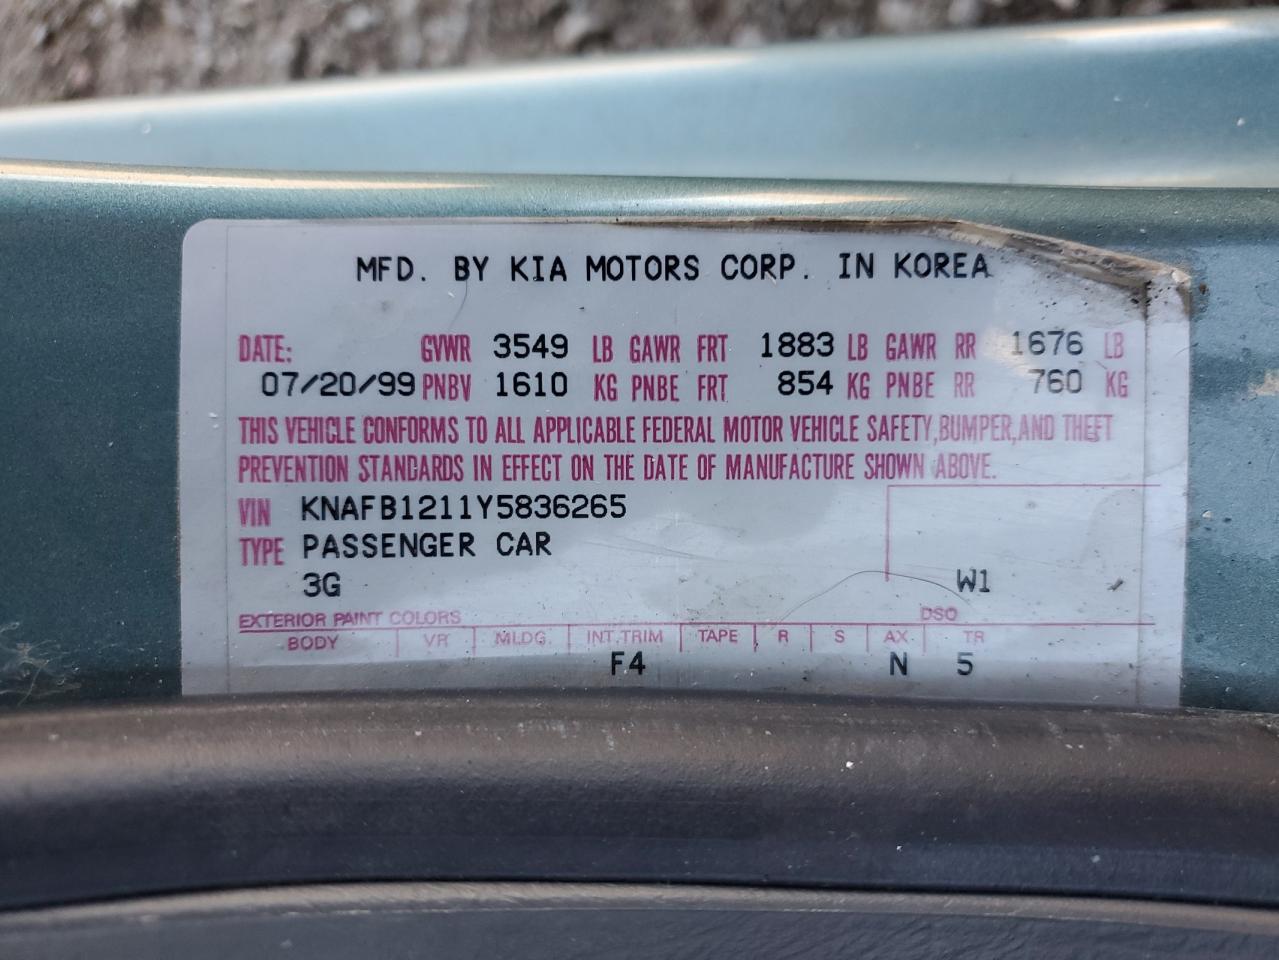 MFD. BY KIA MOTORS CORP. IN KOREA
DATE: GVWR 3549 LB GAWR FRT 1883 LB GAWR RR 1676 LB
07/20/99 PNBV 1610 KG PNBE FRT 854 KG PNBE RR 760 KG
THIS VEHICLE CONFORMS TO ALL APPLICABLE FEDERAL MOTOR VEHICLE SAFETY,BUMPER,AND THEFT
PREVENTION STANDARDS IN EFFECT ON THE DATE OF MANUFACTURE SHOWN ABOVE.
VIN KNAFB1211Y5836265
TYPE PASSENGER CAR
3G W1
EXTERIOR PAINT COLORS DSO
BODY VR MLDG. INT.TRIM TAPE R S AX TR
F4 N 5